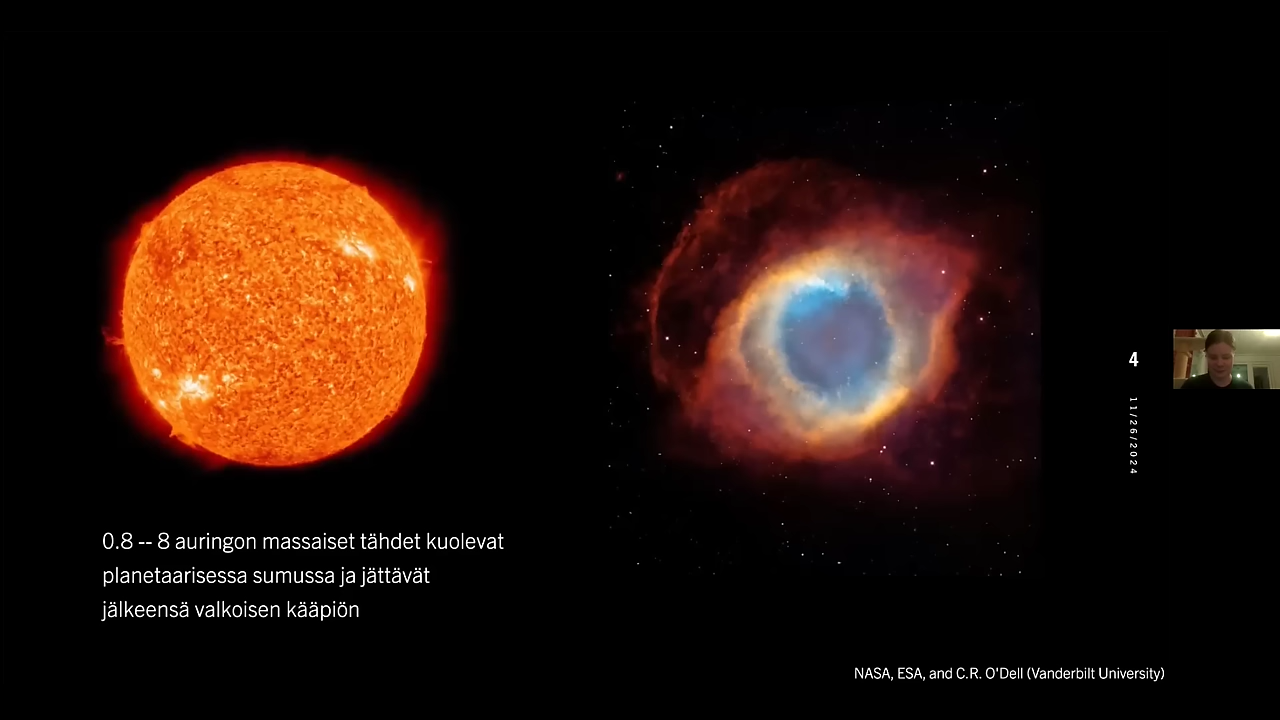 0.8 -- 8 auringon massaiset tähdet kuolevat
planetaarisessa sumussa ja jättävät
jälkeensä valkoisen kääpiön
4
11/26/2024
NASA, ESA, and C.R. O'Dell (Vanderbilt University)